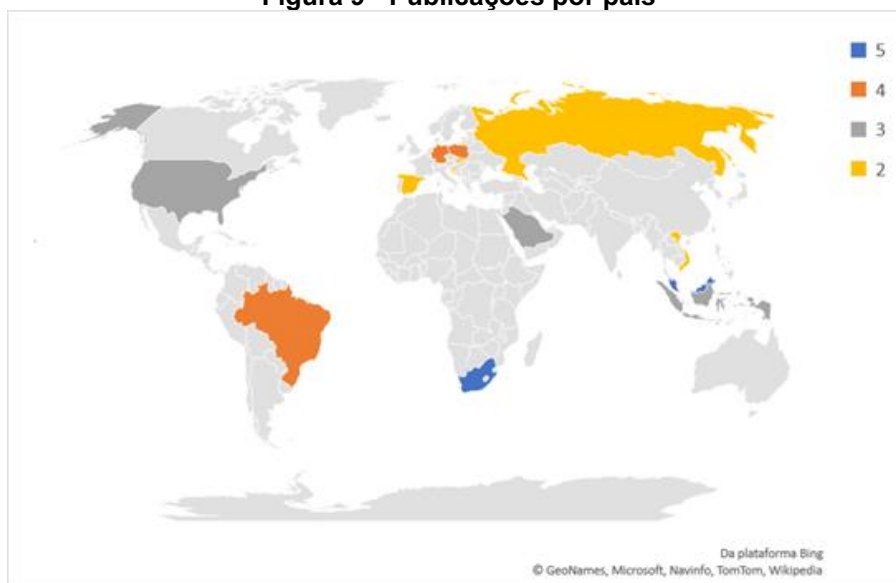 Figura 9 - Publicações por país
5
4
3
2
Da plataforma Bing
© GeoNames, Microsoft, Navinfo, TomTom, Wikipedia